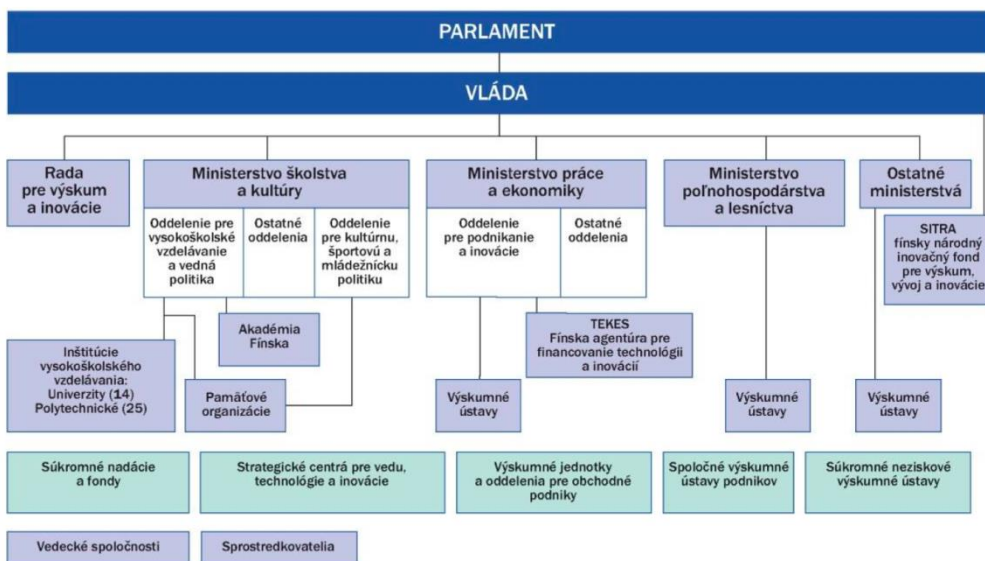 PARLAMENT
VLÁDA
Rada
pre výskum
a inovácie
Ministerstvo školstva
a kultúry
Oddelenie pre
vysokoškolské
vzdelávanie
a vedná
politika
Ostatné
oddelenia
Oddelenie
pre kultúrnu,
športovú a
mládežnícku
politiku
Ministerstvo práce
a ekonomiky
Oddelenie
pre podnikanie
a inovácie
Ostatné
oddelenia
Ministerstvo
poľnohospodárstva
a lesníctva
Ostatné
ministerstvá
SITRA
fínsky národný
inovačný fond
pre výskum,
vývoj a inovácie
Akadémia
Fínska
TEKES
Fínska agentúra pre
financovanie technológii
a inovácií
Inštitúcie
vysokoškolského
vzdelávania:
Univerzity (14)
Polytechnické (25)
Pamäťové
organizácie
Výskumné
ústavy
Výskumné
ústavy
Výskumné
ústavy
Súkromné nadácie
a fondy
Strategické centrá pre vedu,
technológie a inovácie
Výskumné jednotky
a oddelenia pre obchodné
podniky
Spoločné výskumné
ústavy podnikov
Súkromné neziskové
výskumné ústavy
Vedecké spoločnosti
Sprostredkovatelia